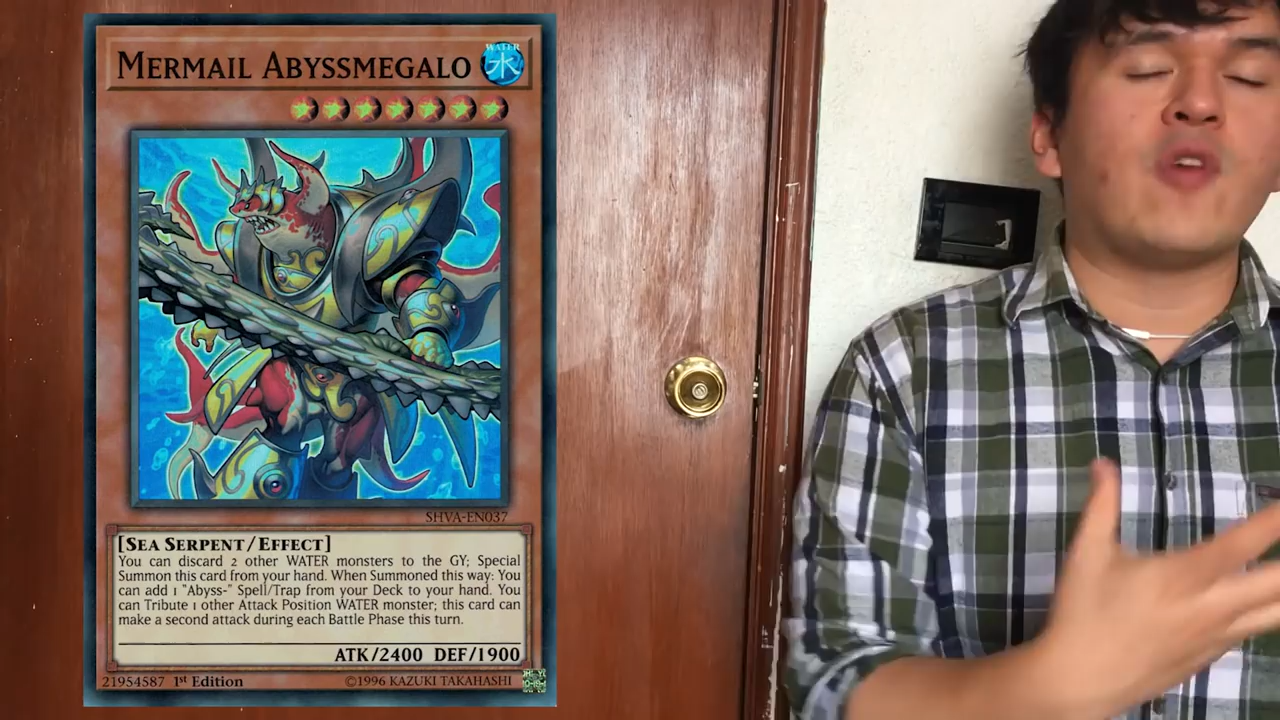 MERMAIL ABYSSMEGALO
WATER
水
SHVA-EN037
[SEA SERPENT/EFFECT]
You can discard 2 other WATER monsters to the GY; Special
Summon this card from your hand. When Summoned this way: You
can add 1 "Abyss-" Spell/Trap from your Deck to your hand. You
can Tribute 1 other Attack Position WATER monster; this card can
make a second attack during each Battle Phase this turn.
ATK/2400 DEF/1900
21954587 1st Edition ©1996 KAZUKI TAKAHASHI